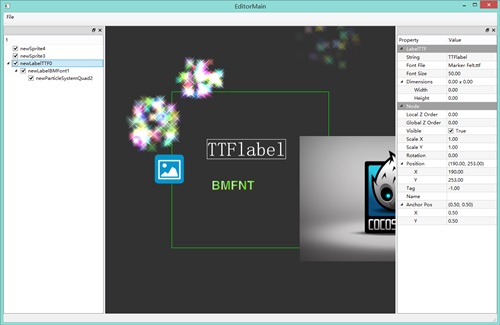 EditorMain
File
1
newSprite4
newSprite3
newLabelTTF0
newLabelBMFont1
newParticleSystemQuad2
TTFlabel
BMFNT
COCOS
Property Value
LabelTTF
String TTFlabel
Font File Marker Felt.ttf
Font Size 50.00
Dimensions 0.00 x 0.00
Width 0.00
Height 0.00
Node
Local Z Order 0.00
Global Z Order 0.00
Visible True
Scale X 1.00
Scale Y 1.00
Rotation 0.00
Position (190.00, 253.00)
X 190.00
Y 253.00
Tag -1.00
Name
Anchor Pos (0.50, 0.50)
X 0.50
Y 0.50